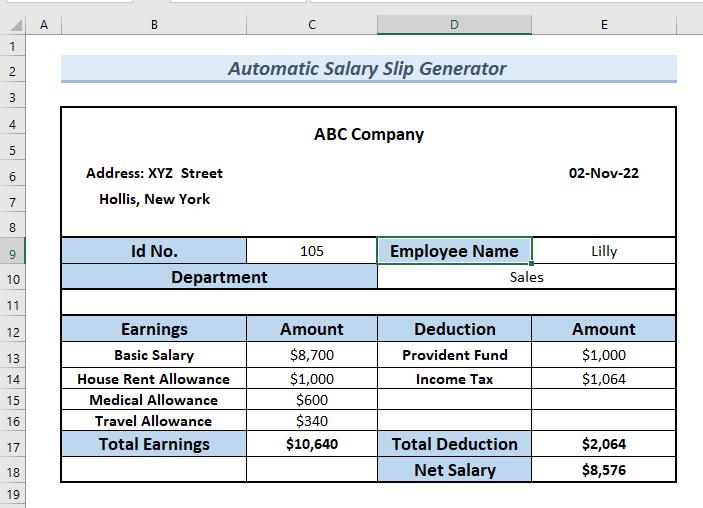 A B C D E
1
2 Automatic Salary Slip Generator
3
4
ABC Company
5
6 Address: XYZ Street 02-Nov-22
7 Hollis, New York
8
9 Id No. 105 Employee Name Lilly
10 Department Sales
11
12 Earnings Amount Deduction Amount
13 Basic Salary $8,700 Provident Fund $1,000
14 House Rent Allowance $1,000 Income Tax $1,064
15 Medical Allowance $600
16 Travel Allowance $340
17 Total Earnings $10,640 Total Deduction $2,064
18 Net Salary $8,576
19